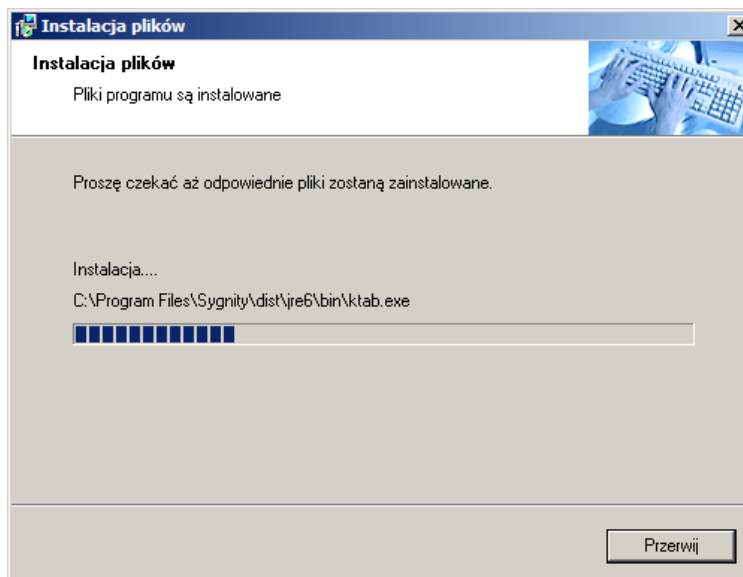 Instalacja plików
Instalacja plików
Pliki programu są instalowane
Proszę czekać aż odpowiednie pliki zostaną zainstalowane.
Instalacja....
C:\Program Files\Sygnity\dist\jre6\bin\ktab.exe
Przerwij